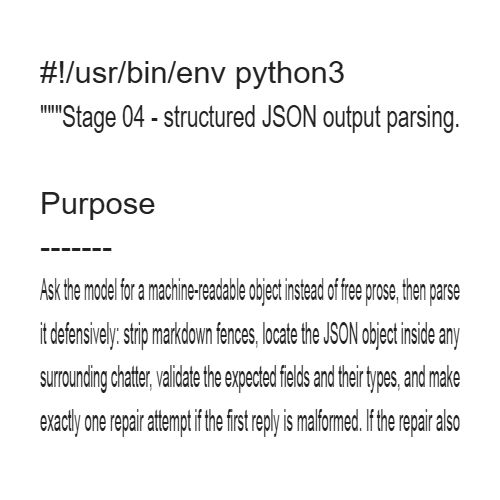 #!/usr/bin/env python3
"""Stage 04 - structured JSON output parsing.
Purpose
-------
Ask the model for a machine-readable object instead of free prose, then parse
it defensively: strip markdown fences, locate the JSON object inside any
surrounding chatter, validate the expected fields and their types, and make
exactly one repair attempt if the first reply is malformed. If the repair also